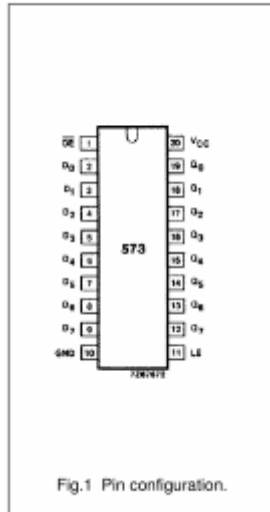 OE 1 20 VCC
D0 2 19 Q0
D1 3 18 Q1
D2 4 17 Q2
D3 5 16 Q3
D4 6 573 15 Q4
D5 7 14 Q5
D6 8 13 Q6
D7 9 12 Q7
GND 10 11 LE
Fig.1 Pin configuration.